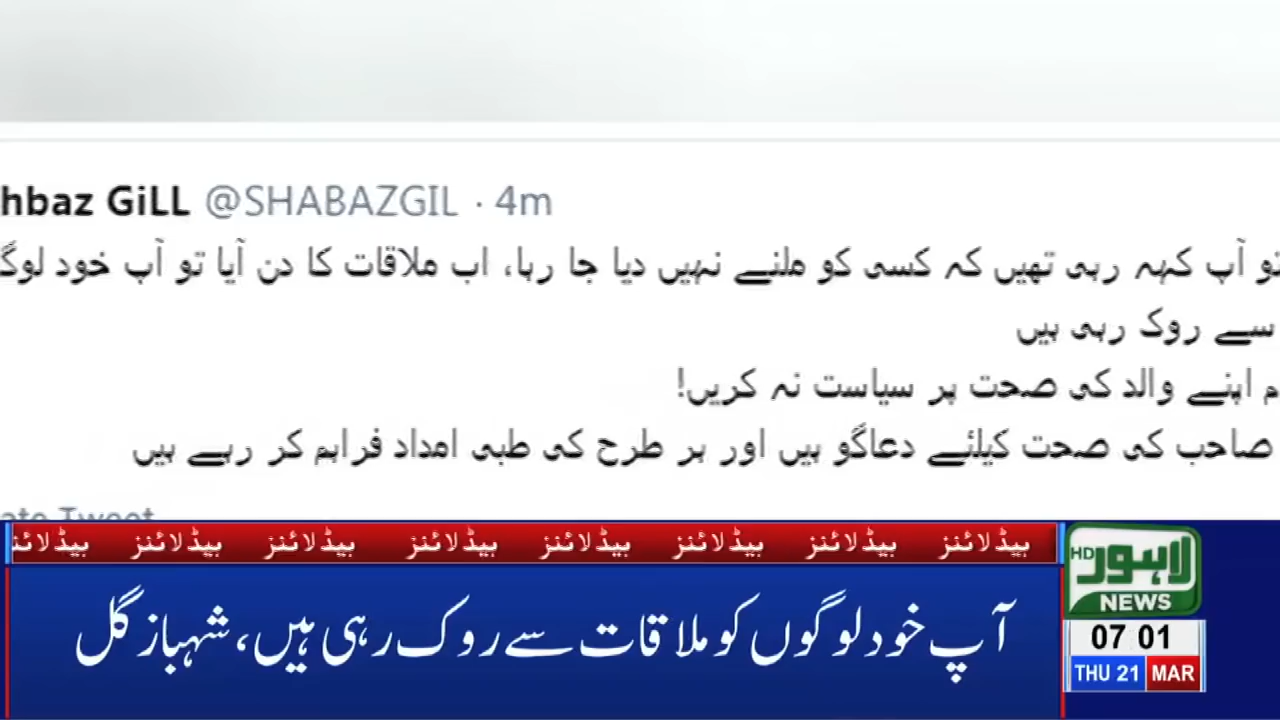 hbaz GiLL @SHABAZGIL · 4m
تو آپ کہہ رہی تھیں کہ کسی کو ملنے نہیں دیا جا رہا، اب ملاقات کا دن آیا تو آپ خود لوگ
سے روک رہی ہیں
م اپنے والد کی صحت پر سیاست نہ کریں!
صاحب کی صحت کیلئے دعاگو ہیں اور ہر طرح کی طبی امداد فراہم کر رہے ہیں
ate Tweet
ہیڈلائنز ہیڈلائنز ہیڈلائنز ہیڈلائنز ہیڈلائنز ہیڈلائنز ہیڈلائنز ہیڈلائنز
آپ خود لوگوں کو ملاقات سے روک رہی ہیں، شہباز گل
لاہور HD
NEWS
07 01
THU 21 MAR